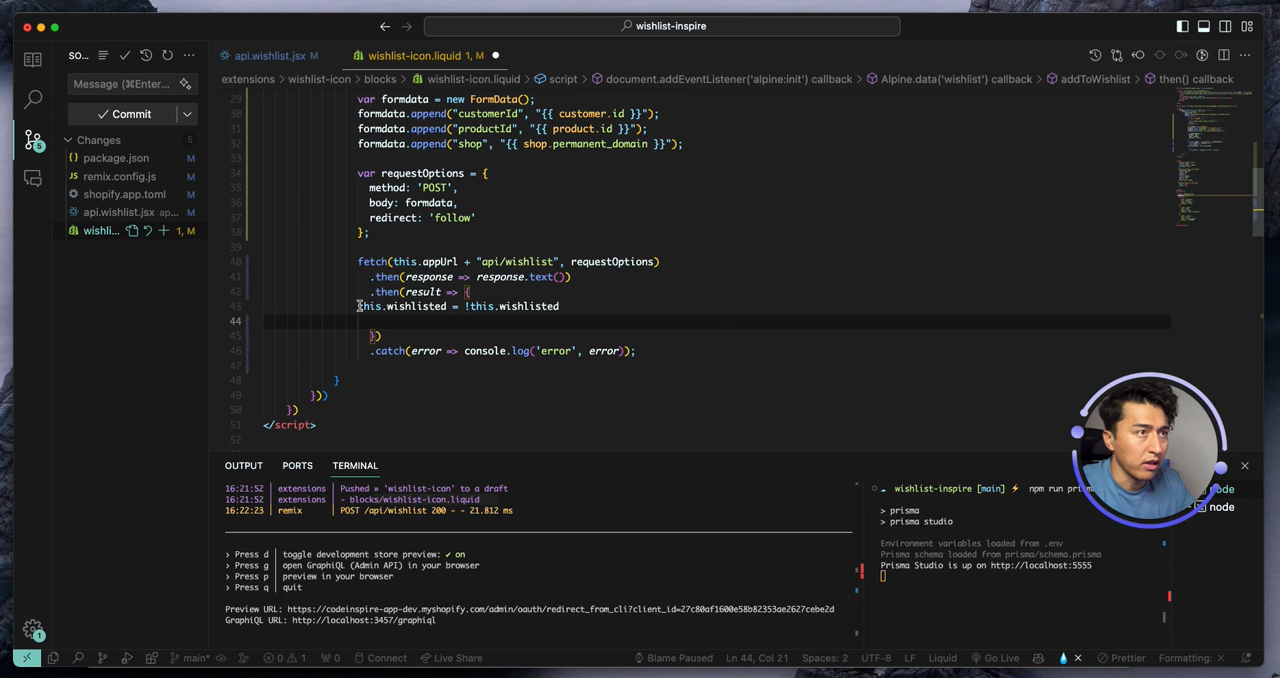 wishlist-inspire
SO...
api.wishlist.jsx M
wishlist-icon.liquid 1, M
extensions > wishlist-icon > blocks > wishlist-icon.liquid > script > document.addEventListener('alpine:init') callback > Alpine.data('wishlist') callback > addToWishlist > then() callback
Message (⌘Enter...
Commit
Changes 5
package.json M
remix.config.js M
shopify.app.toml M
api.wishlist.jsx ap... M
wishli... 1, M
29 var formdata = new FormData();
30 formdata.append("customerId", "{{ customer.id }}");
31 formdata.append("productId", "{{ product.id }}");
32 formdata.append("shop", "{{ shop.permanent_domain }}");
33
34 var requestOptions = {
35 method: 'POST',
36 body: formdata,
37 redirect: 'follow'
38 };
39
40 fetch(this.appUrl + "api/wishlist", requestOptions)
41 .then(response => response.text())
42 .then(result => {
43 this.wishlisted = !this.wishlisted
44
45 })
46 .catch(error => console.log('error', error));
47
48 }
49 }))
50 })
51 </script>
52
OUTPUT PORTS TERMINAL
16:21:52 | extensions | Pushed » 'wishlist-icon' to a draft
16:21:52 | extensions | - blocks/wishlist-icon.liquid
16:22:23 | remix | POST /api/wishlist 200 - - 21.812 ms
› Press d | toggle development store preview: ✔ on
› Press g | open GraphiQL (Admin API) in your browser
› Press p | preview in your browser
› Press q | quit
Preview URL: https://codeinspire-app-dev.myshopify.com/admin/oauth/redirect_from_cli?client_id=27c80af1600e58b82353ae2627cebe2d
GraphiQL URL: http://localhost:3457/graphiql
wishlist-inspire [main] ⚡ npm run
> prisma
> prisma studio
Environment variables loaded from .env
Prisma schema loaded from prisma/schema.prisma
Prisma Studio is up on http://localhost:5555
node
node
5
1
main* 0 1 0 Connect Live Share Blame Paused Ln 44, Col 21 Spaces: 2 UTF-8 LF Liquid Go Live Prettier Formatting: ×